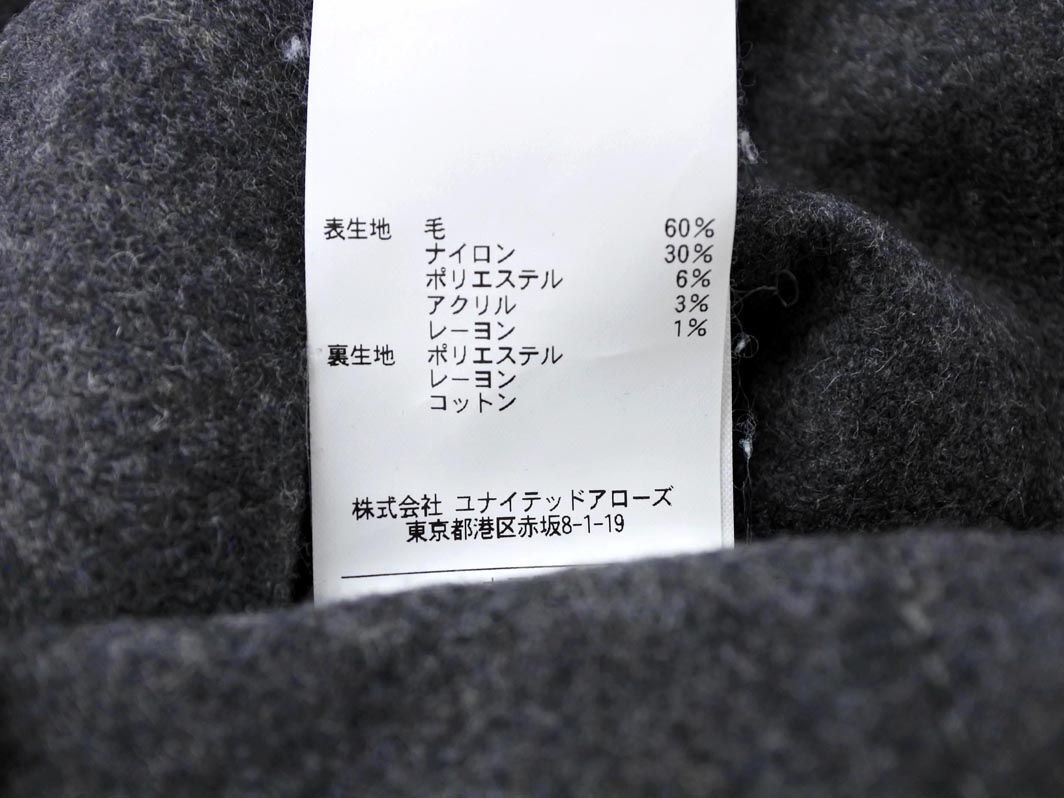 表生地 毛 60%
ナイロン 30%
ポリエステル 6%
アクリル 3%
レーヨン 1%
裏生地 ポリエステル
レーヨン
コットン
株式会社 ユナイテッドアローズ
東京都港区赤坂8-1-19